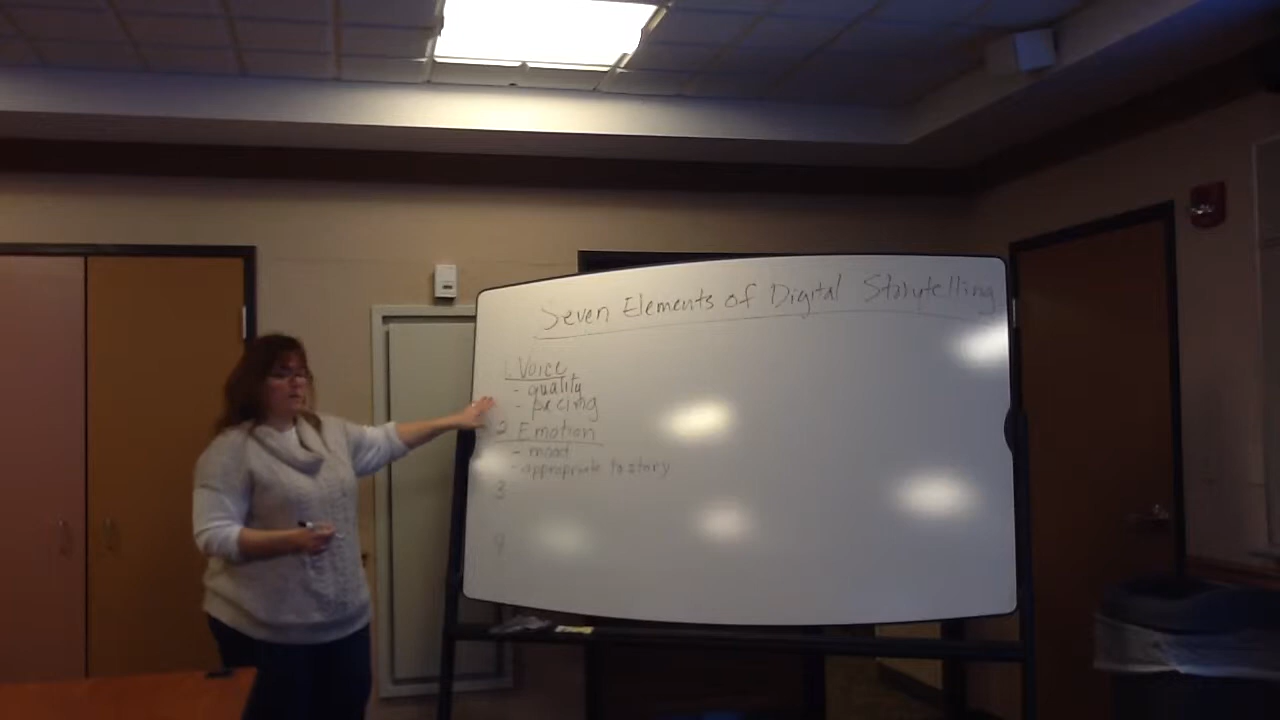 Seven Elements of Digital Storytelling
1. Voice
- quality
- pacing
2 Emotion
- mood
- appropriate to story
3
4